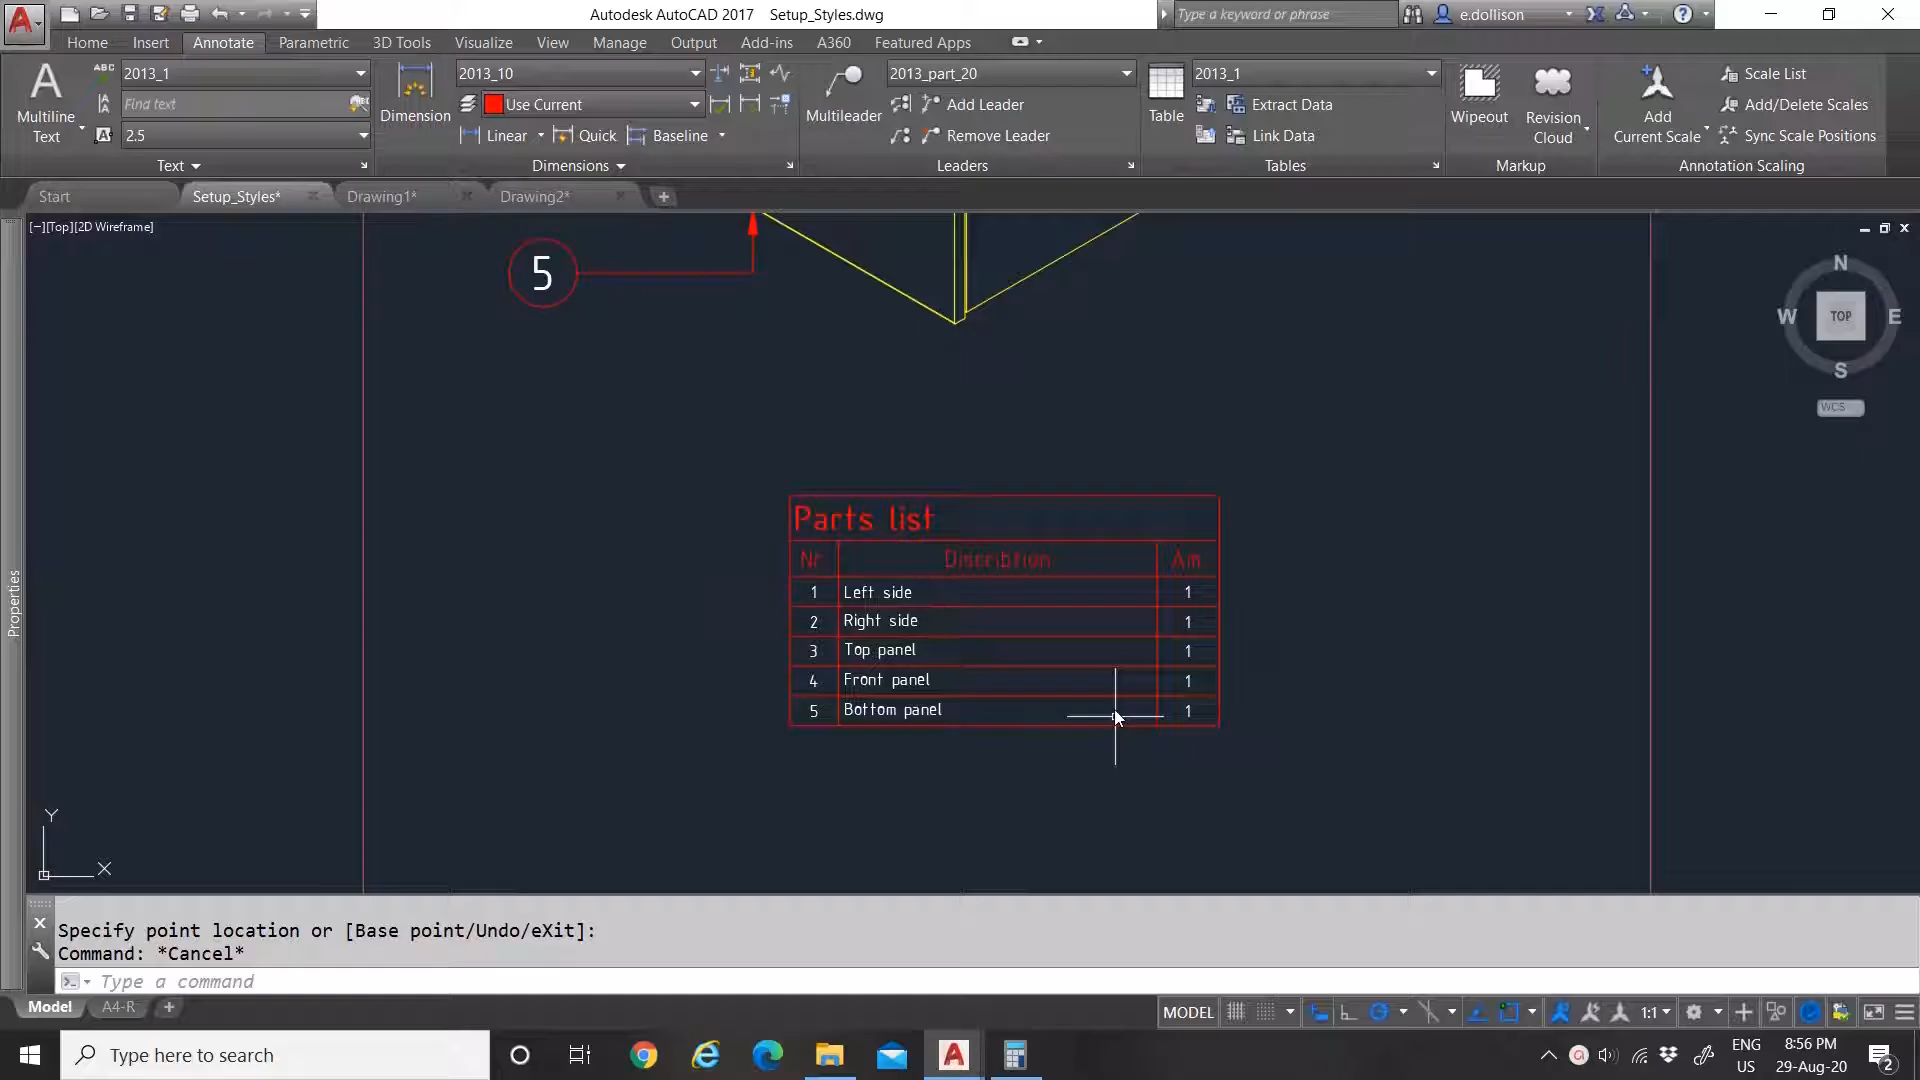 Autodesk AutoCAD 2017 Setup_Styles.dwg
Type a keyword or phrase
e.dollison
Home Insert Annotate Parametric 3D Tools Visualize View Manage Output Add-ins A360 Featured Apps
Multiline Text
ABC
2013_1
Find text
2.5
Text
Dimension
2013_10
Use Current
Linear Quick Baseline
Dimensions
Multileader
2013_part_20
Add Leader
Remove Leader
Leaders
Table
2013_1
Extract Data
Link Data
Tables
Wipeout
Revision Cloud
Markup
Add Current Scale
Scale List
Add/Delete Scales
Sync Scale Positions
Annotation Scaling
Start Setup_Styles* Drawing1* Drawing2*
[−][Top][2D Wireframe]
N
W TOP E
S
WCS
5
Properties
Parts list
Nr Discribtion Am
1 Left side 1
2 Right side 1
3 Top panel 1
4 Front panel 1
5 Bottom panel 1
Y
X
Specify point location or [Base point/Undo/eXit]:
Command: *Cancel*
Type a command
Model A4-R
MODEL 1:1
Type here to search
ENG
US
8:56 PM
29-Aug-20
2